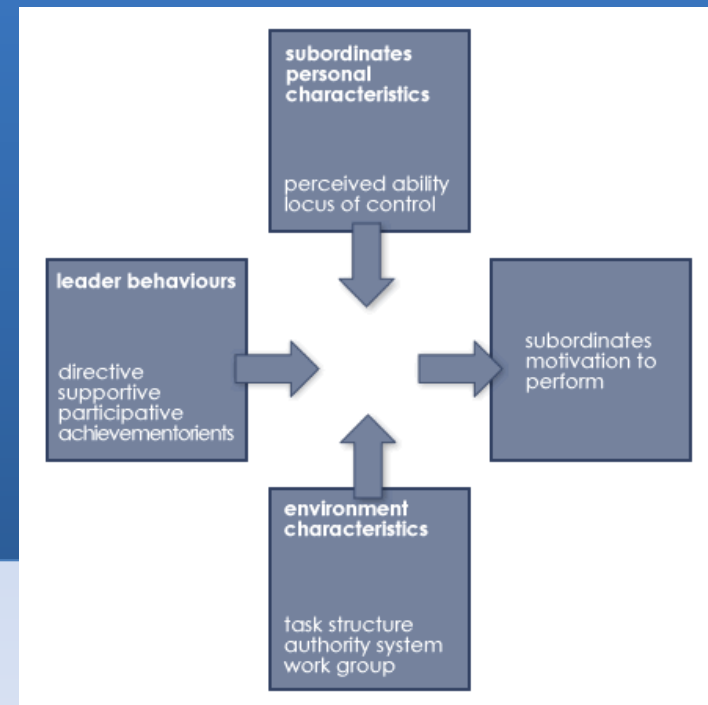 subordinates
personal
characteristics
perceived ability
locus of control
leader behaviours
directive
supportive
participative
achievementorients
subordinates
motivation to
perform
environment
characteristics
task structure
authority system
work group